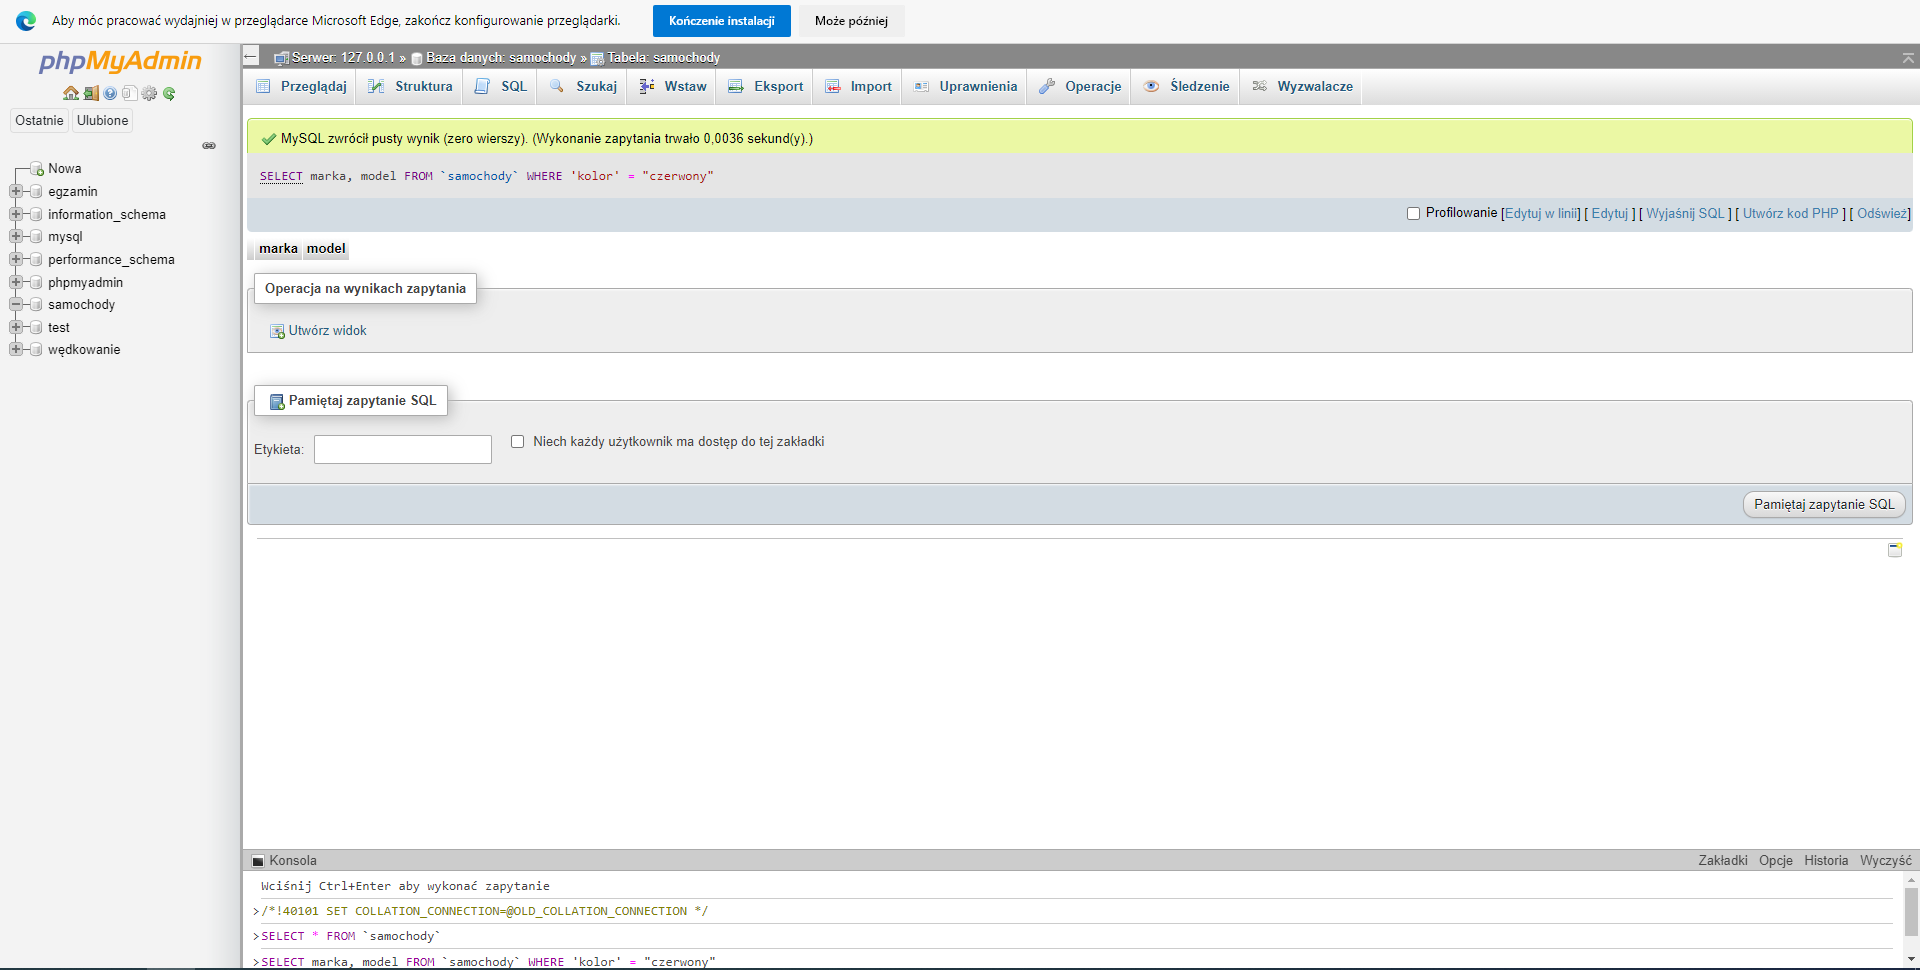 Aby móc pracować wydajniej w przeglądarce Microsoft Edge, zakończ konfigurowanie przeglądarki. Kończenie instalacji Może później
phpMyAdmin
Ostatnie Ulubione
Nowa
egzamin
information_schema
mysql
performance_schema
phpmyadmin
samochody
test
wędkowanie
Serwer: 127.0.0.1 » Baza danych: samochody » Tabela: samochody
Przeglądaj Struktura SQL Szukaj Wstaw Eksport Import Uprawnienia Operacje Śledzenie Wyzwalacze
MySQL zwrócił pusty wynik (zero wierszy). (Wykonanie zapytania trwało 0,0036 sekund(y).)
SELECT marka, model FROM `samochody` WHERE 'kolor' = "czerwony"
Profilowanie [Edytuj w linii] [ Edytuj ] [ Wyjaśnij SQL ] [ Utwórz kod PHP ] [ Odśwież]
marka model
Operacja na wynikach zapytania
Utwórz widok
Pamiętaj zapytanie SQL
Etykieta: Niech każdy użytkownik ma dostęp do tej zakładki
Pamiętaj zapytanie SQL
Konsola Zakładki Opcje Historia Wyczyść
Wciśnij Ctrl+Enter aby wykonać zapytanie
>/*!40101 SET COLLATION_CONNECTION=@OLD_COLLATION_CONNECTION */
>SELECT * FROM `samochody`
>SELECT marka, model FROM `samochody` WHERE 'kolor' = "czerwony"